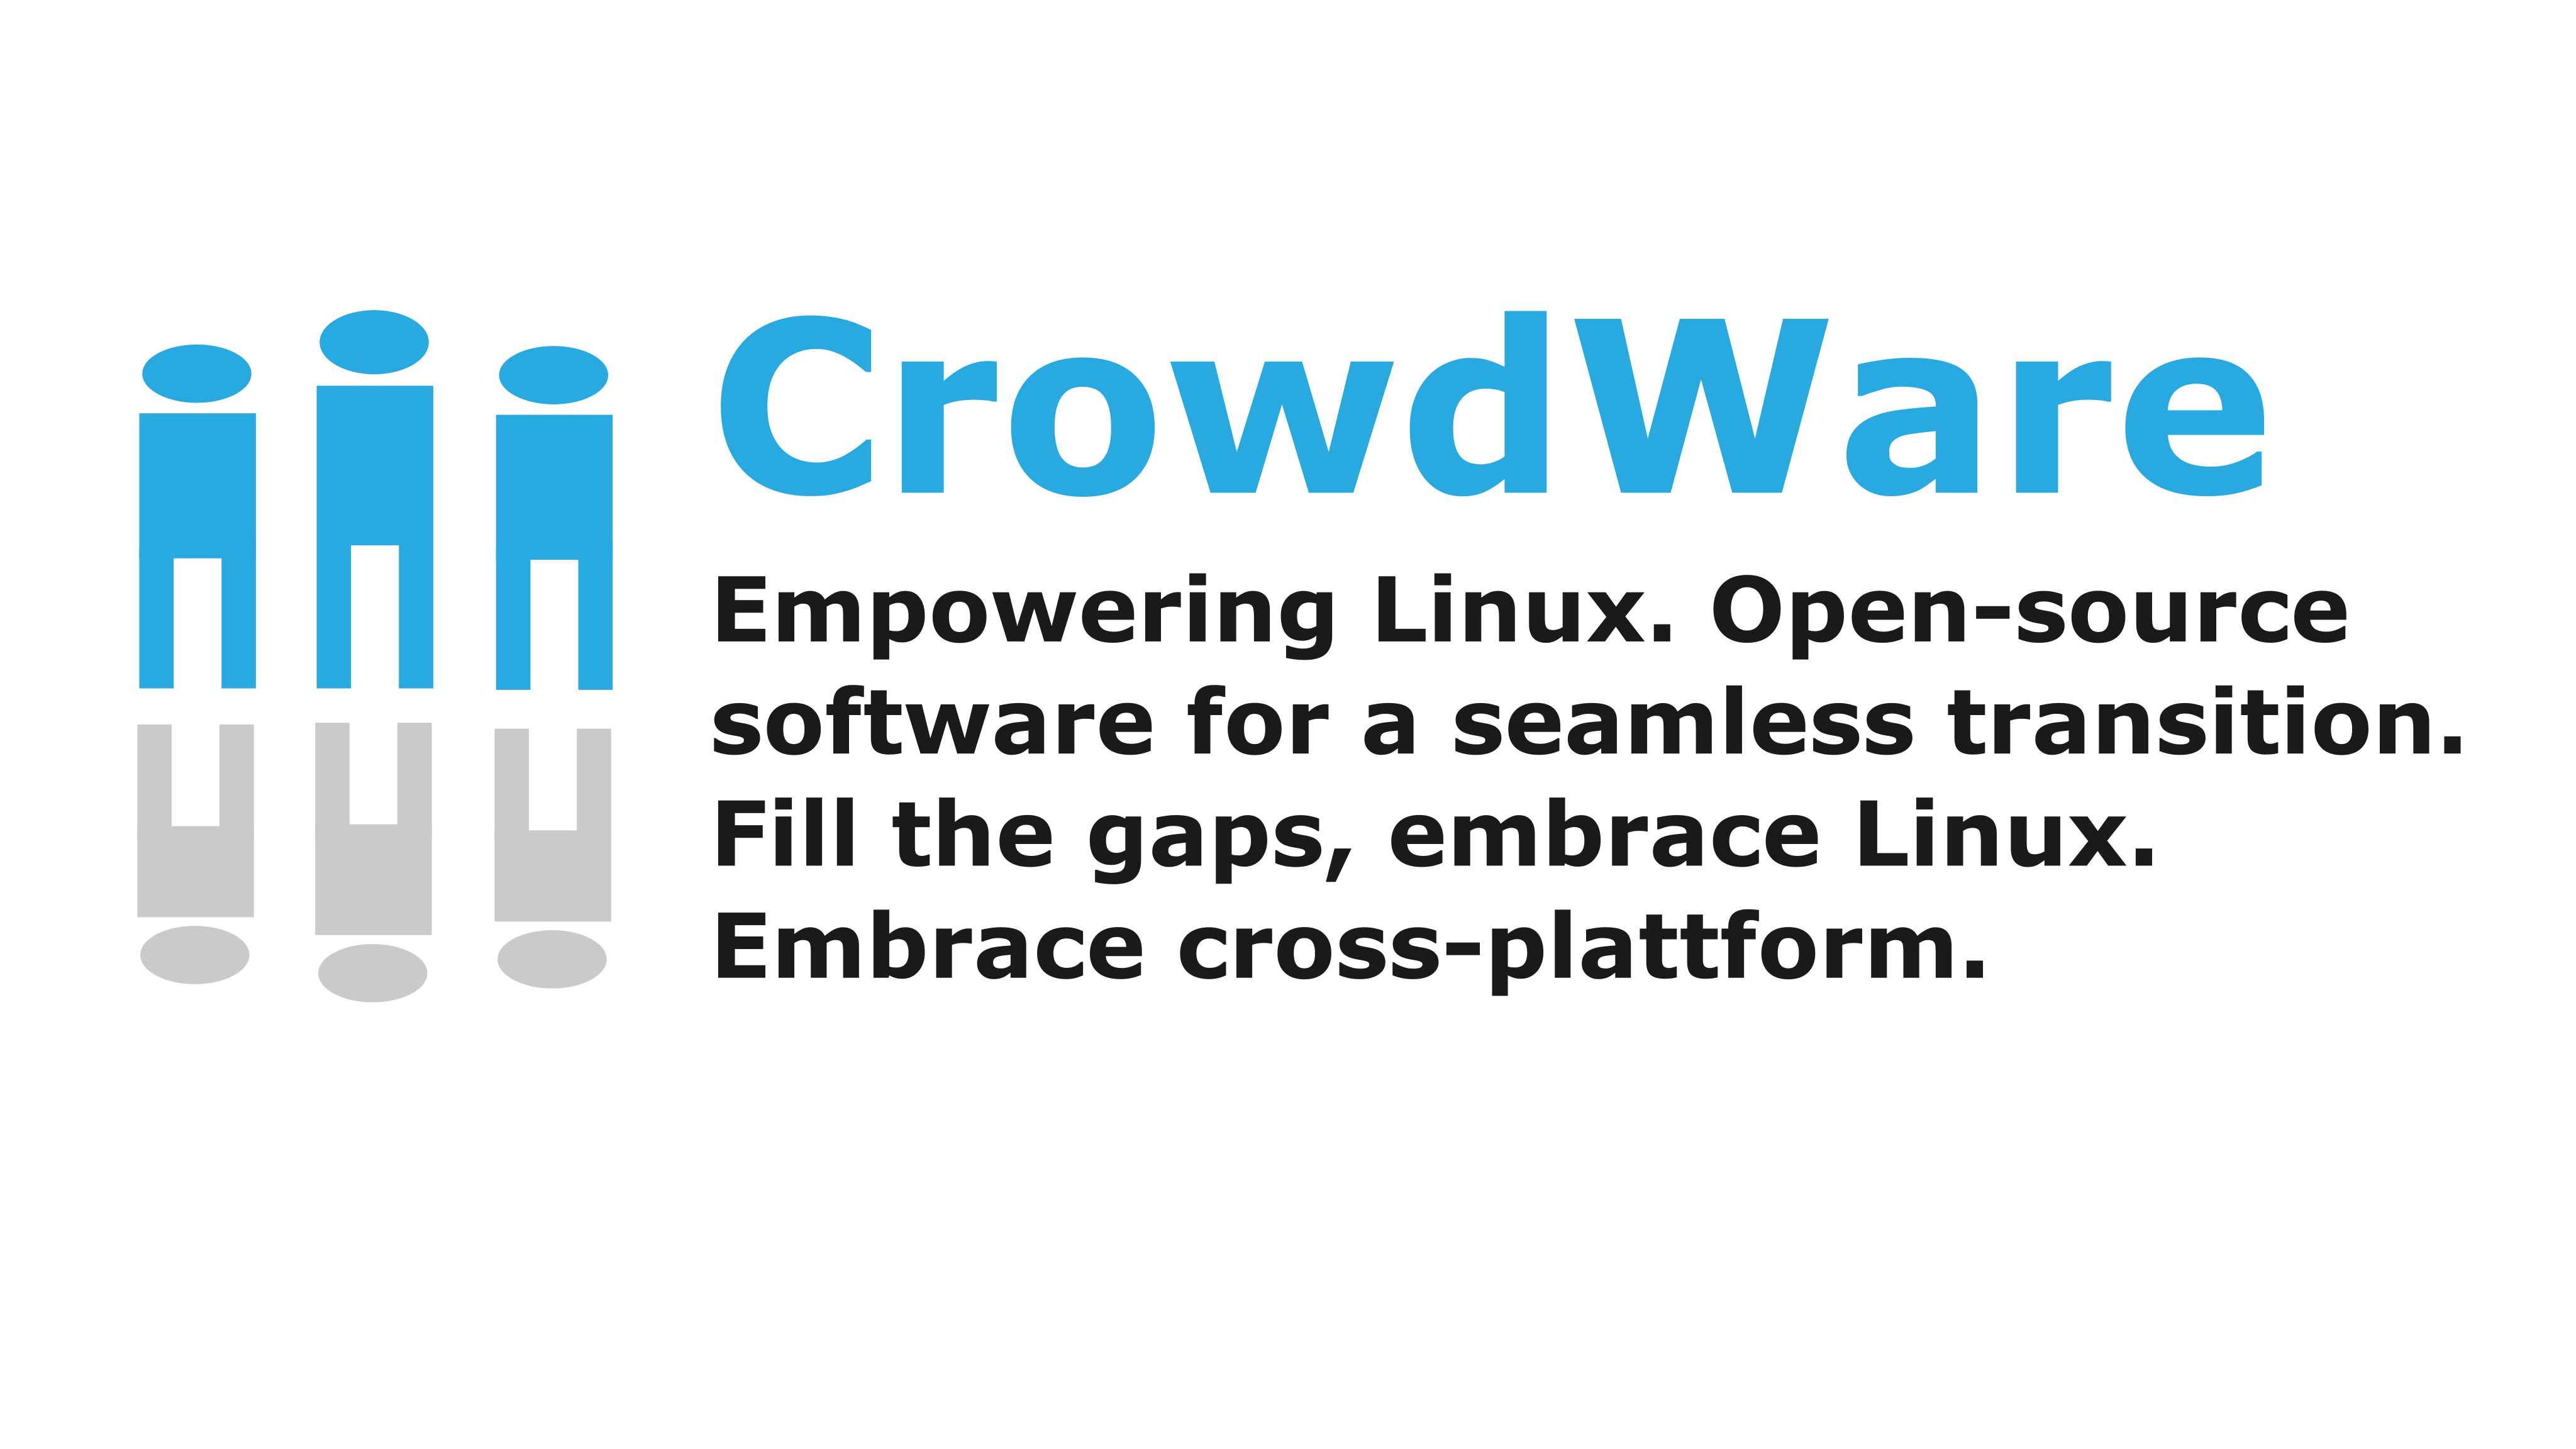 CrowdWare
Empowering Linux. Open-source
software for a seamless transition.
Fill the gaps, embrace Linux.
Embrace cross-plattform.